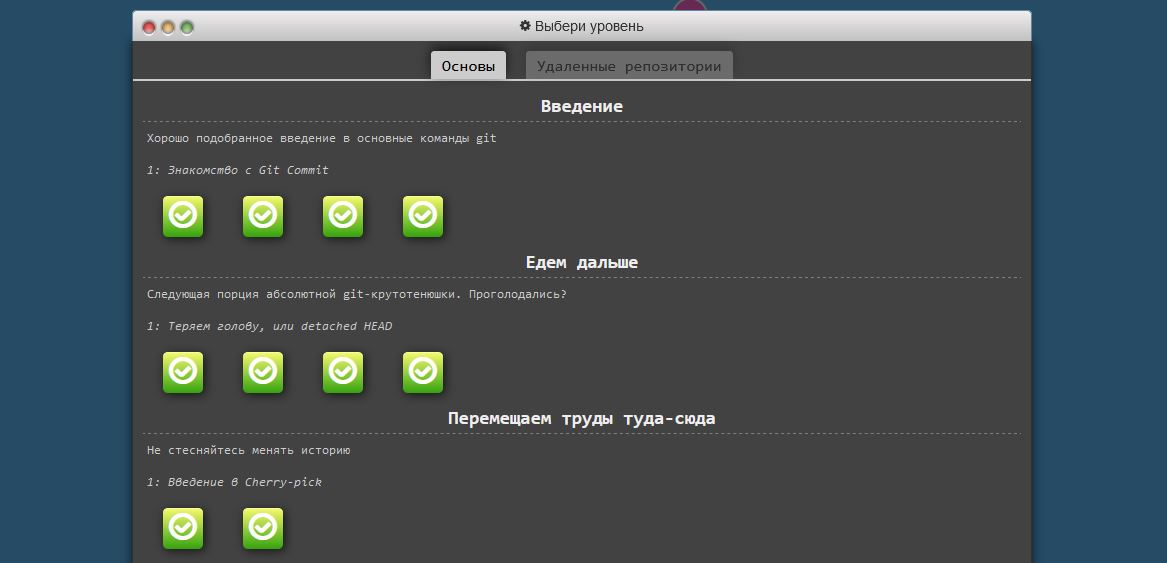 Выбери уровень
Основы
Удаленные репозитории
Введение
Хорошо подобранное введение в основные команды git
1: Знакомство с Git Commit
Едем дальше
Следующая порция абсолютной git-крутотенюшки. Проголодались?
1: Теряем голову, или detached HEAD
Перемещаем труды туда-сюда
Не стесняйтесь менять историю
1: Введение в Cherry-pick